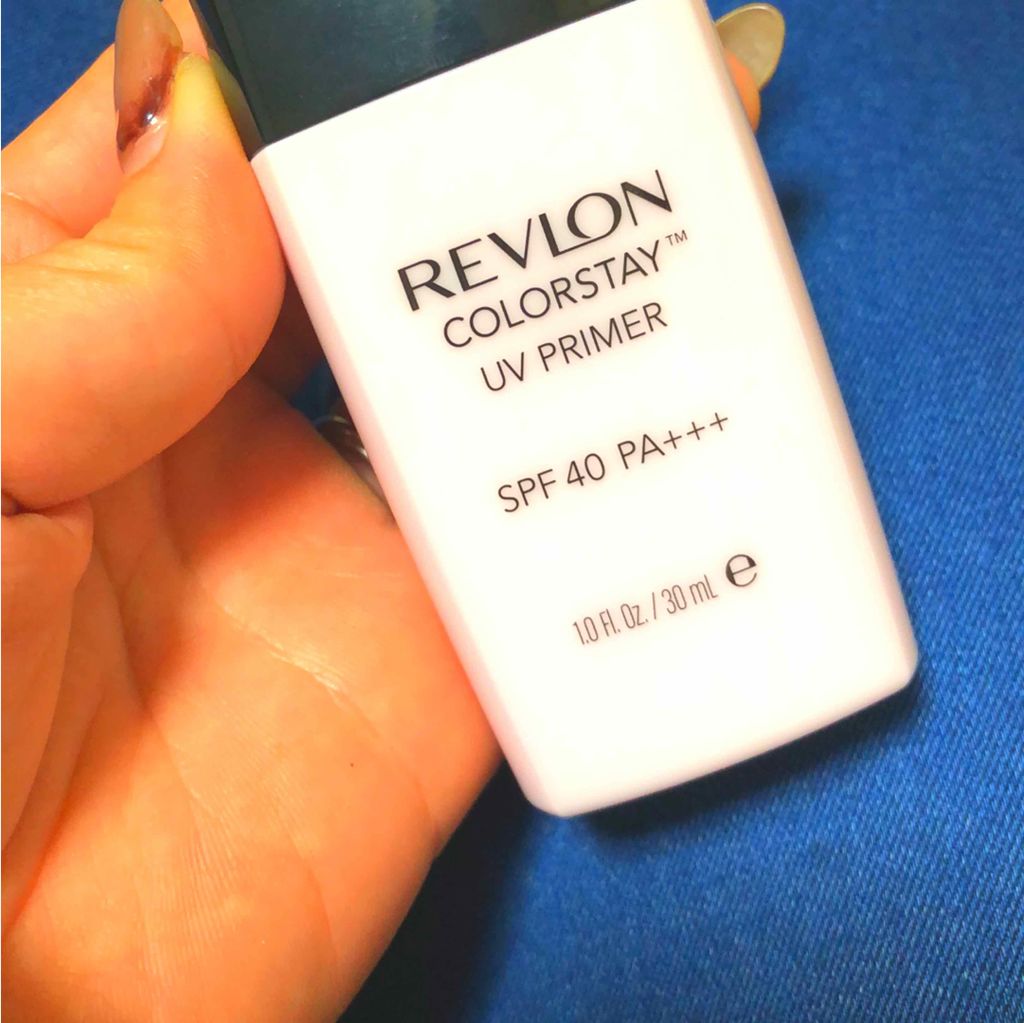 REVLON
COLORSTAY™
UV PRIMER
SPF 40 PA+++
1.0 Fl. Oz. / 30 mL ℮